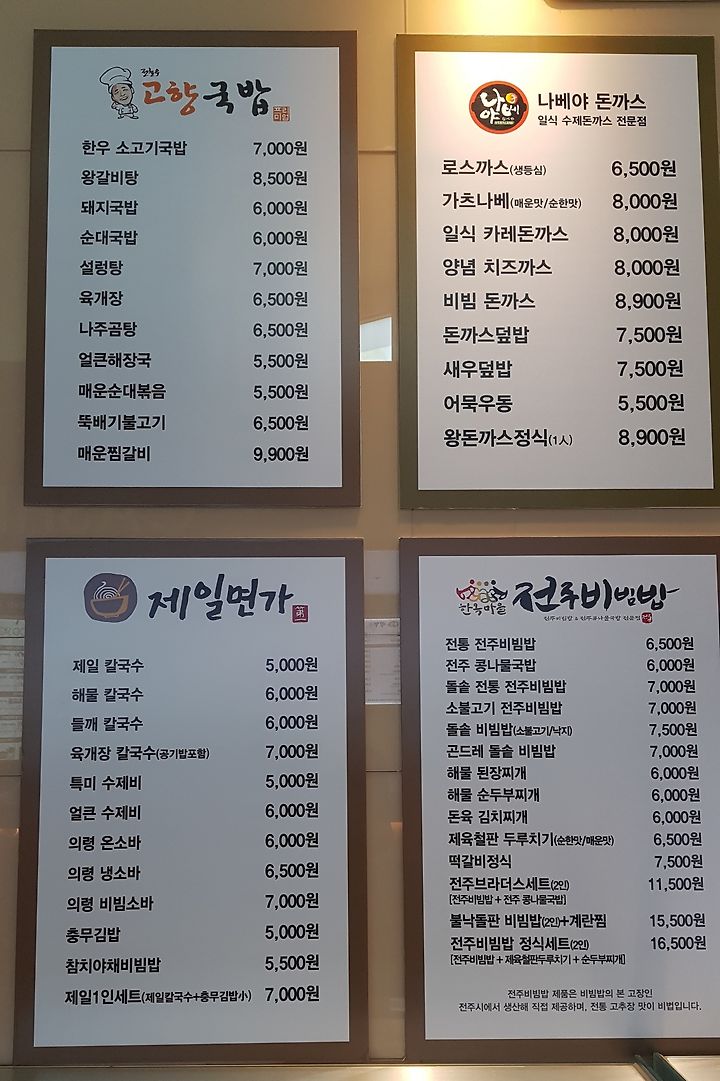 고향국밥
한우 소고기국밥 7,000원
왕갈비탕 8,500원
돼지국밥 6,000원
순대국밥 6,000원
설렁탕 7,000원
육개장 6,500원
나주곰탕 6,500원
얼큰해장국 5,500원
매운순대볶음 5,500원
뚝배기불고기 6,500원
매운찜갈비 9,900원
나베야
나베야 돈까스
일식 수제돈까스 전문점
로스까스(생등심) 6,500원
가츠나베(매운맛/순한맛) 8,000원
일식 카레돈까스 8,000원
양념 치즈까스 8,000원
비빔 돈까스 8,900원
돈까스덮밥 7,500원
새우덮밥 7,500원
어묵우동 5,500원
왕돈까스정식(1人) 8,900원
제일면가
제일 칼국수 5,000원
해물 칼국수 6,000원
들깨 칼국수 6,000원
육개장 칼국수(공기밥포함) 7,000원
특미 수제비 5,000원
얼큰 수제비 6,000원
의령 온소바 6,000원
의령 냉소바 6,500원
의령 비빔소바 7,000원
충무김밥 5,000원
참치야채비빔밥 5,500원
제일1인세트(제일칼국수+충무김밥小) 7,000원
한국마을 전주비빔밥
전주비빔밥 & 전주콩나물국밥 전문점
전통 전주비빔밥 6,500원
전주 콩나물국밥 6,000원
돌솥 전통 전주비빔밥 7,000원
소불고기 전주비빔밥 7,000원
돌솥 비빔밥(소불고기/낙지) 7,500원
곤드레 돌솥 비빔밥 7,000원
해물 된장찌개 6,000원
해물 순두부찌개 6,000원
돈육 김치찌개 6,000원
제육철판 두루치기(순한맛/매운맛) 6,500원
떡갈비정식 7,500원
전주브라더스세트(2인) 11,500원
[전주비빔밥 + 전주 콩나물국밥]
불낙돌판 비빔밥(2인)+계란찜 15,500원
전주비빔밥 정식세트(2인) 16,500원
[전주비빔밥 + 제육철판두루치기 + 순두부찌개]
전주비빔밥 제품은 비빔밥의 본 고장인
전주시에서 생산해 직접 제공하며, 전통 고추장 맛이 비법입니다.